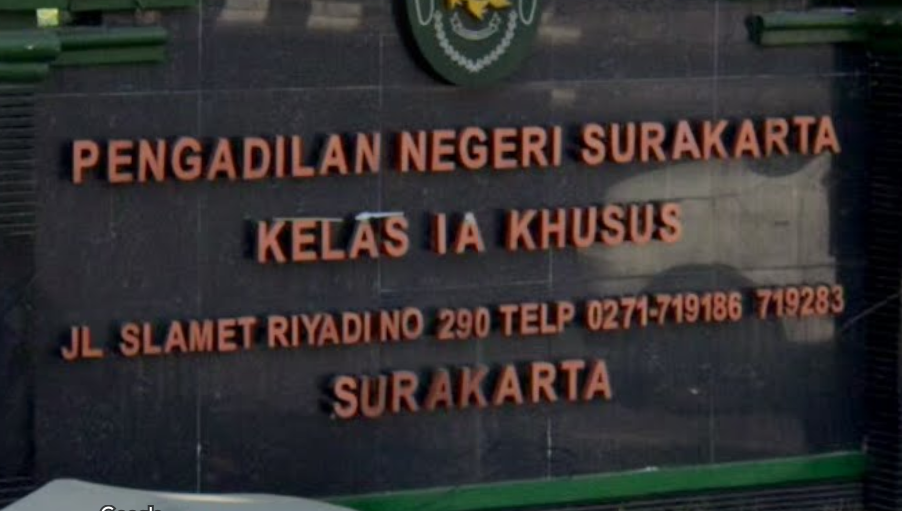 PENGADILAN NEGERI SURAKARTA
KELAS IA KHUSUS
JL SLAMET RIYADI NO 290 TELP 0271-719186 719283
SURAKARTA